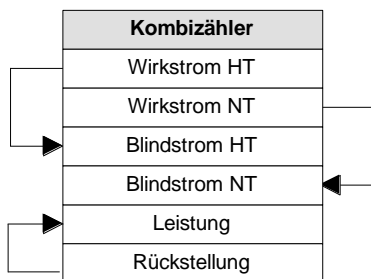 Kombizähler
Wirkstrom HT
Wirkstrom NT
Blindstrom HT
Blindstrom NT
Leistung
Rückstellung